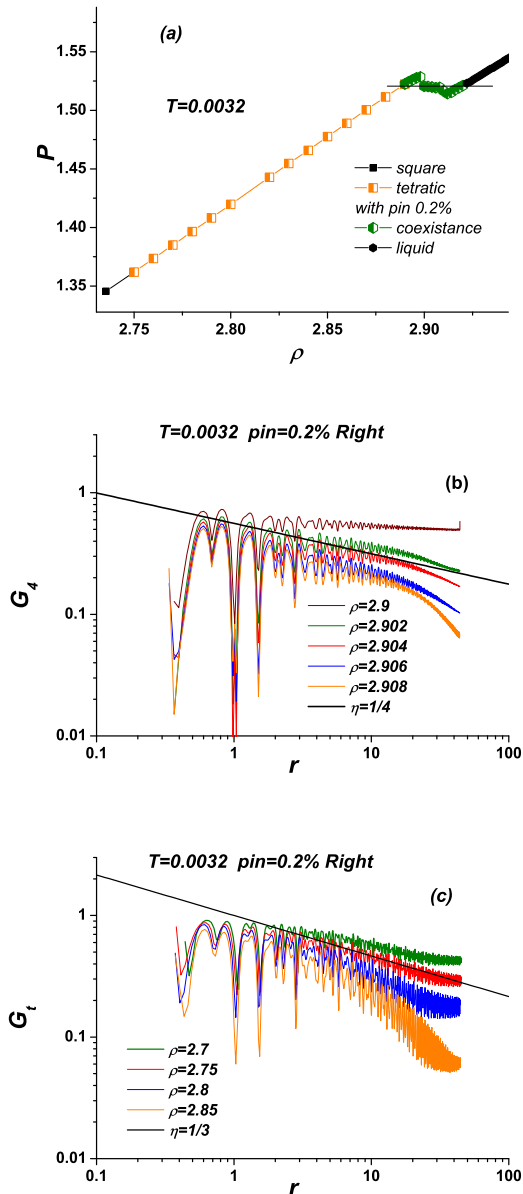 (a)
1.55
1.50
1.45
1.40
1.35
P
T=0.0032
square
tetratic
with pin 0.2%
coexistance
liquid
2.75 2.80 2.85 2.90
ρ
T=0.0032 pin=0.2% Right
(b)
1
0.1
0.01
G4
ρ=2.9
ρ=2.902
ρ=2.904
ρ=2.906
ρ=2.908
η=1/4
0.1 1 10 100
r
T=0.0032 pin=0.2% Right
(c)
1
0.1
0.01
Gt
ρ=2.7
ρ=2.75
ρ=2.8
ρ=2.85
η=1/3
0.1 1 10 100
r